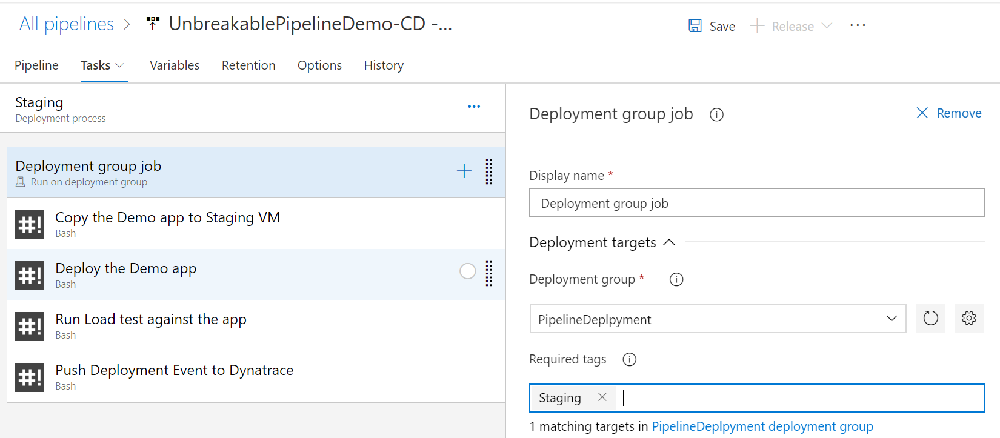 All pipelines > UnbreakablePipelineDemo-CD -...
Save + Release ...
Pipeline Tasks Variables Retention Options History
Staging
Deployment process
...
Deployment group job
Run on deployment group
#! Copy the Demo app to Staging VM
Bash
#! Deploy the Demo app
Bash
#! Run Load test against the app
Bash
#! Push Deployment Event to Dynatrace
Bash
Deployment group job
Remove
Display name *
Deployment group job
Deployment targets
Deployment group *
PipelineDeplpyment
Required tags
Staging
1 matching targets in PipelineDeplpyment deployment group